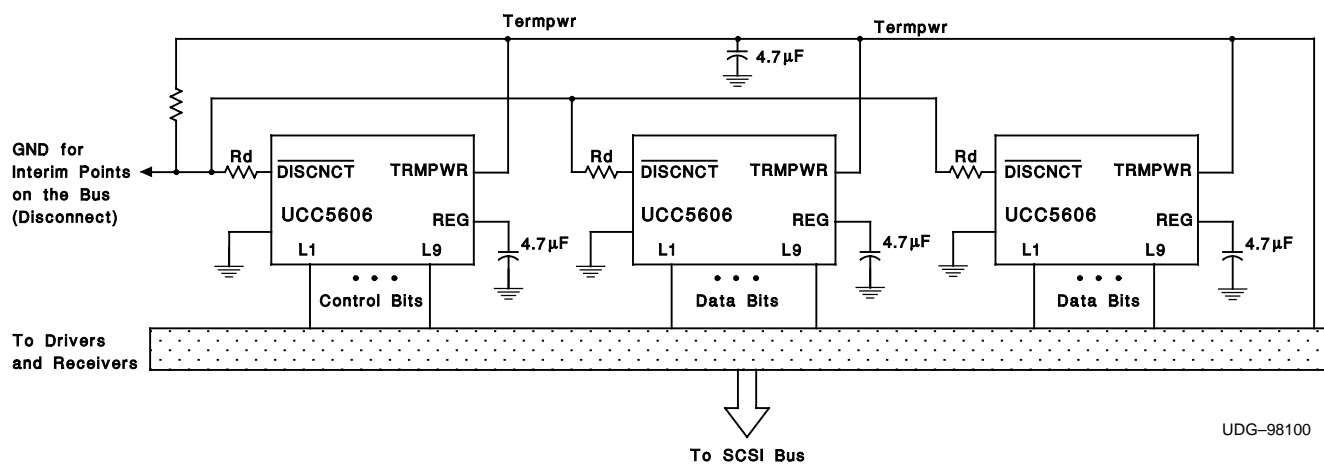 Termpwr
Termpwr
4.7µF
GND for
Interim Points
on the Bus
(Disconnect)
Rd
DISCNCT
TRMPWR
UCC5606
REG
L1
L9
4.7µF
• • •
Control Bits
Rd
DISCNCT
TRMPWR
UCC5606
REG
L1
L9
4.7µF
• • •
Data Bits
Rd
DISCNCT
TRMPWR
UCC5606
REG
L1
L9
4.7µF
• • •
Data Bits
To Drivers
and Receivers
To SCSI Bus
UDG–98100